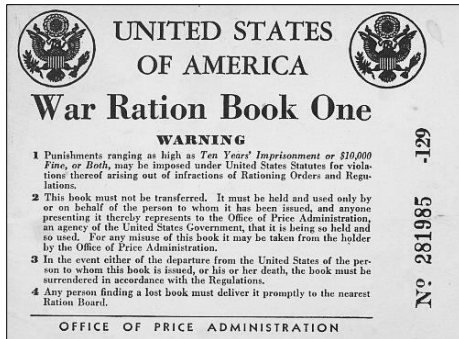 UNITED STATES
OF AMERICA
War Ration Book One
WARNING
1 Punishments ranging as high as Ten Years' Imprisonment or $10,000
Fine, or Both, may be imposed under United States Statutes for viola-
tions thereof arising out of infractions of Rationing Orders and Regu-
lations.
2 This book must not be transferred. It must be held and used only by
or on behalf of the person to whom it has been issued, and anyone
presenting it thereby represents to the Office of Price Administration,
an agency of the United States Government, that it is being so held and
so used. For any misuse of this book it may be taken from the holder
by the Office of Price Administration.
3 In the event either of the departure from the United States of the per-
son to whom this book is issued, or his or her death, the book must be
surrendered in accordance with the Regulations.
4 Any person finding a lost book must deliver it promptly to the nearest
Ration Board.
OFFICE OF PRICE ADMINISTRATION
No 281985 -129